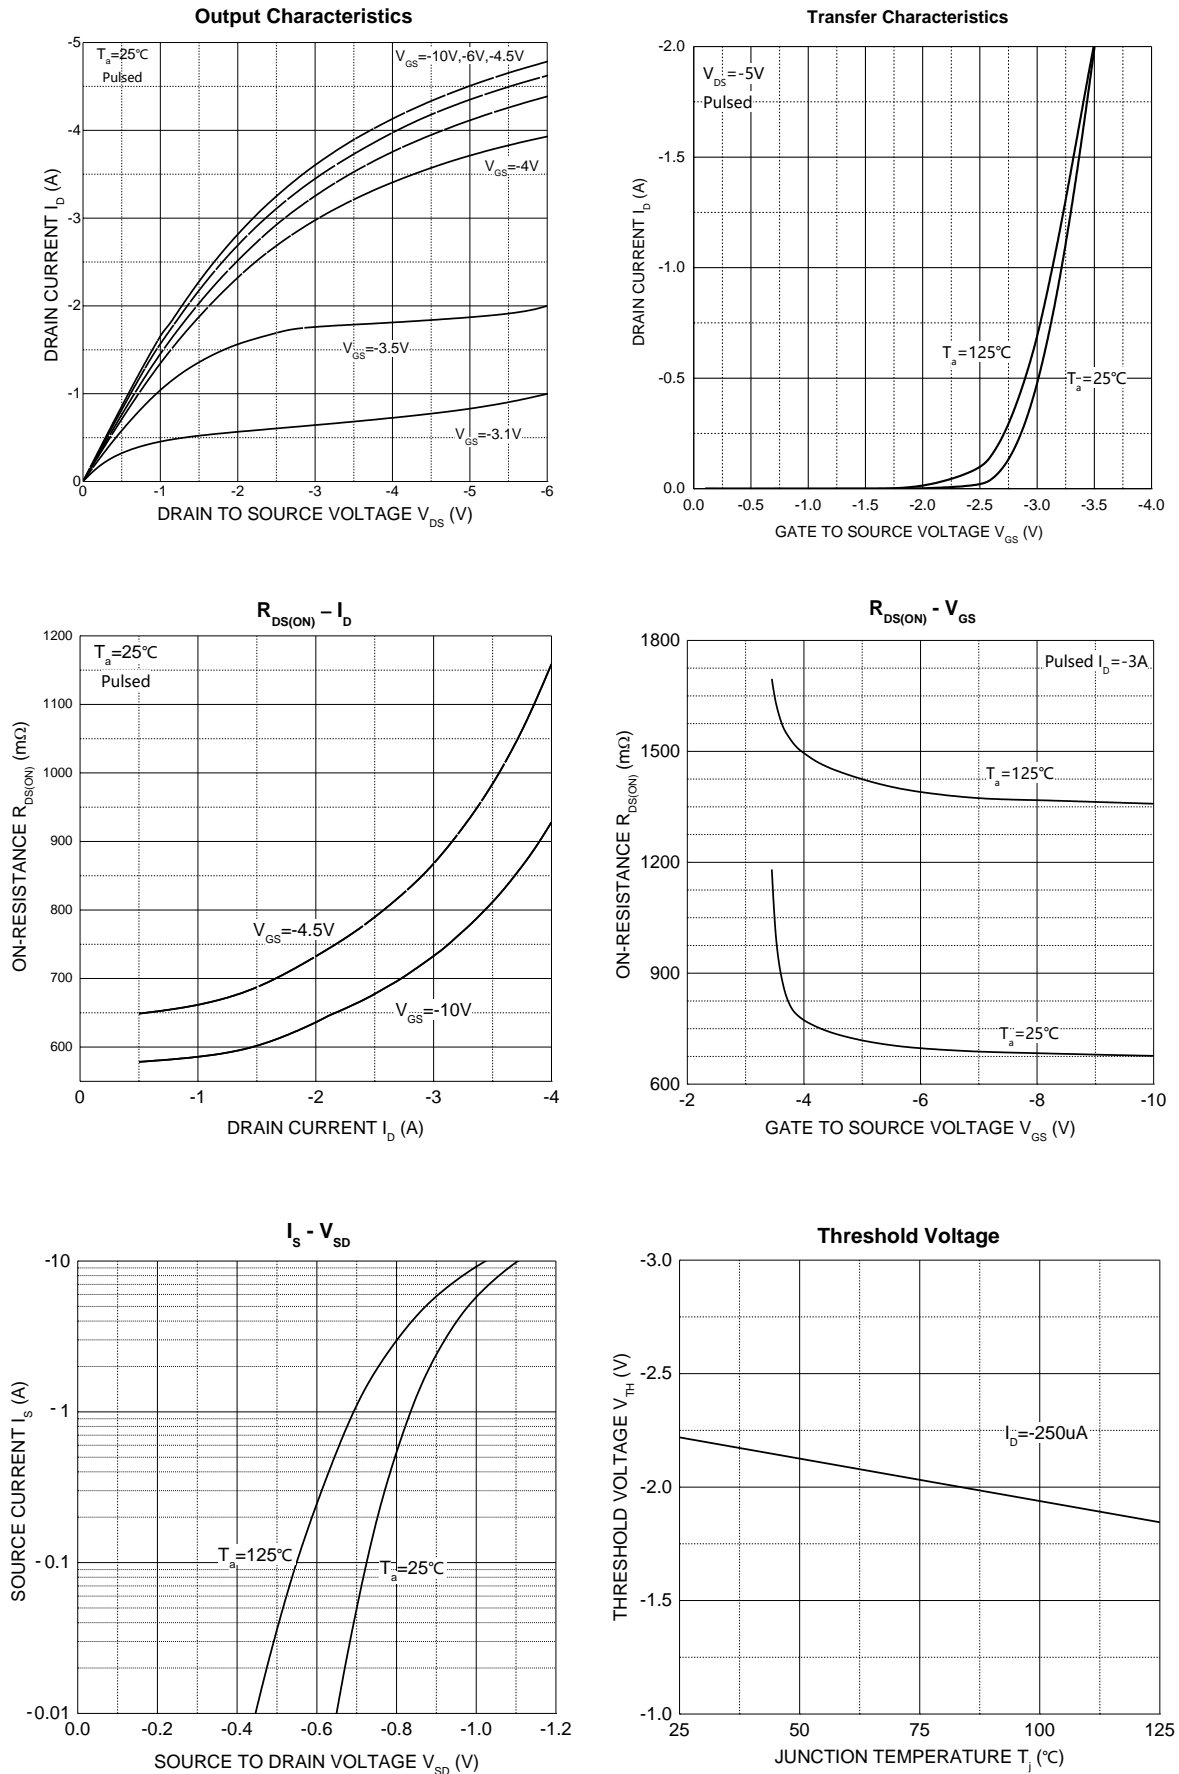 Output Characteristics
-5
-4
-3
-2
-1
0
Ta=25℃
Pulsed
VGS=-10V,-6V,-4.5V
VGS=-4V
VGS=-3.5V
VGS=-3.1V
DRAIN CURRENT ID (A)
0 -1 -2 -3 -4 -5 -6
DRAIN TO SOURCE VOLTAGE VDS (V)
Transfer Characteristics
-2.0
-1.5
-1.0
-0.5
0.0
VDS=-5V
Pulsed
Ta=125℃
Ta=25℃
DRAIN CURRENT ID (A)
0.0 -0.5 -1.0 -1.5 -2.0 -2.5 -3.0 -3.5 -4.0
GATE TO SOURCE VOLTAGE VGS (V)
RDS(ON) – ID
1200
1100
1000
900
800
700
600
Ta=25℃
Pulsed
VGS=-4.5V
VGS=-10V
ON-RESISTANCE RDS(ON) (mΩ)
0 -1 -2 -3 -4
DRAIN CURRENT ID (A)
RDS(ON) - VGS
1800
1500
1200
900
600
Pulsed ID=-3A
Ta=125℃
Ta=25℃
ON-RESISTANCE RDS(ON) (mΩ)
-2 -4 -6 -8 -10
GATE TO SOURCE VOLTAGE VGS (V)
IS - VSD
-10
-1
-0.1
-0.01
Ta=125℃
Ta=25℃
SOURCE CURRENT IS (A)
0.0 -0.2 -0.4 -0.6 -0.8 -1.0 -1.2
SOURCE TO DRAIN VOLTAGE VSD (V)
Threshold Voltage
-3.0
-2.5
-2.0
-1.5
-1.0
ID=-250uA
THRESHOLD VOLTAGE VTH (V)
25 50 75 100 125
JUNCTION TEMPERATURE Tj (℃)